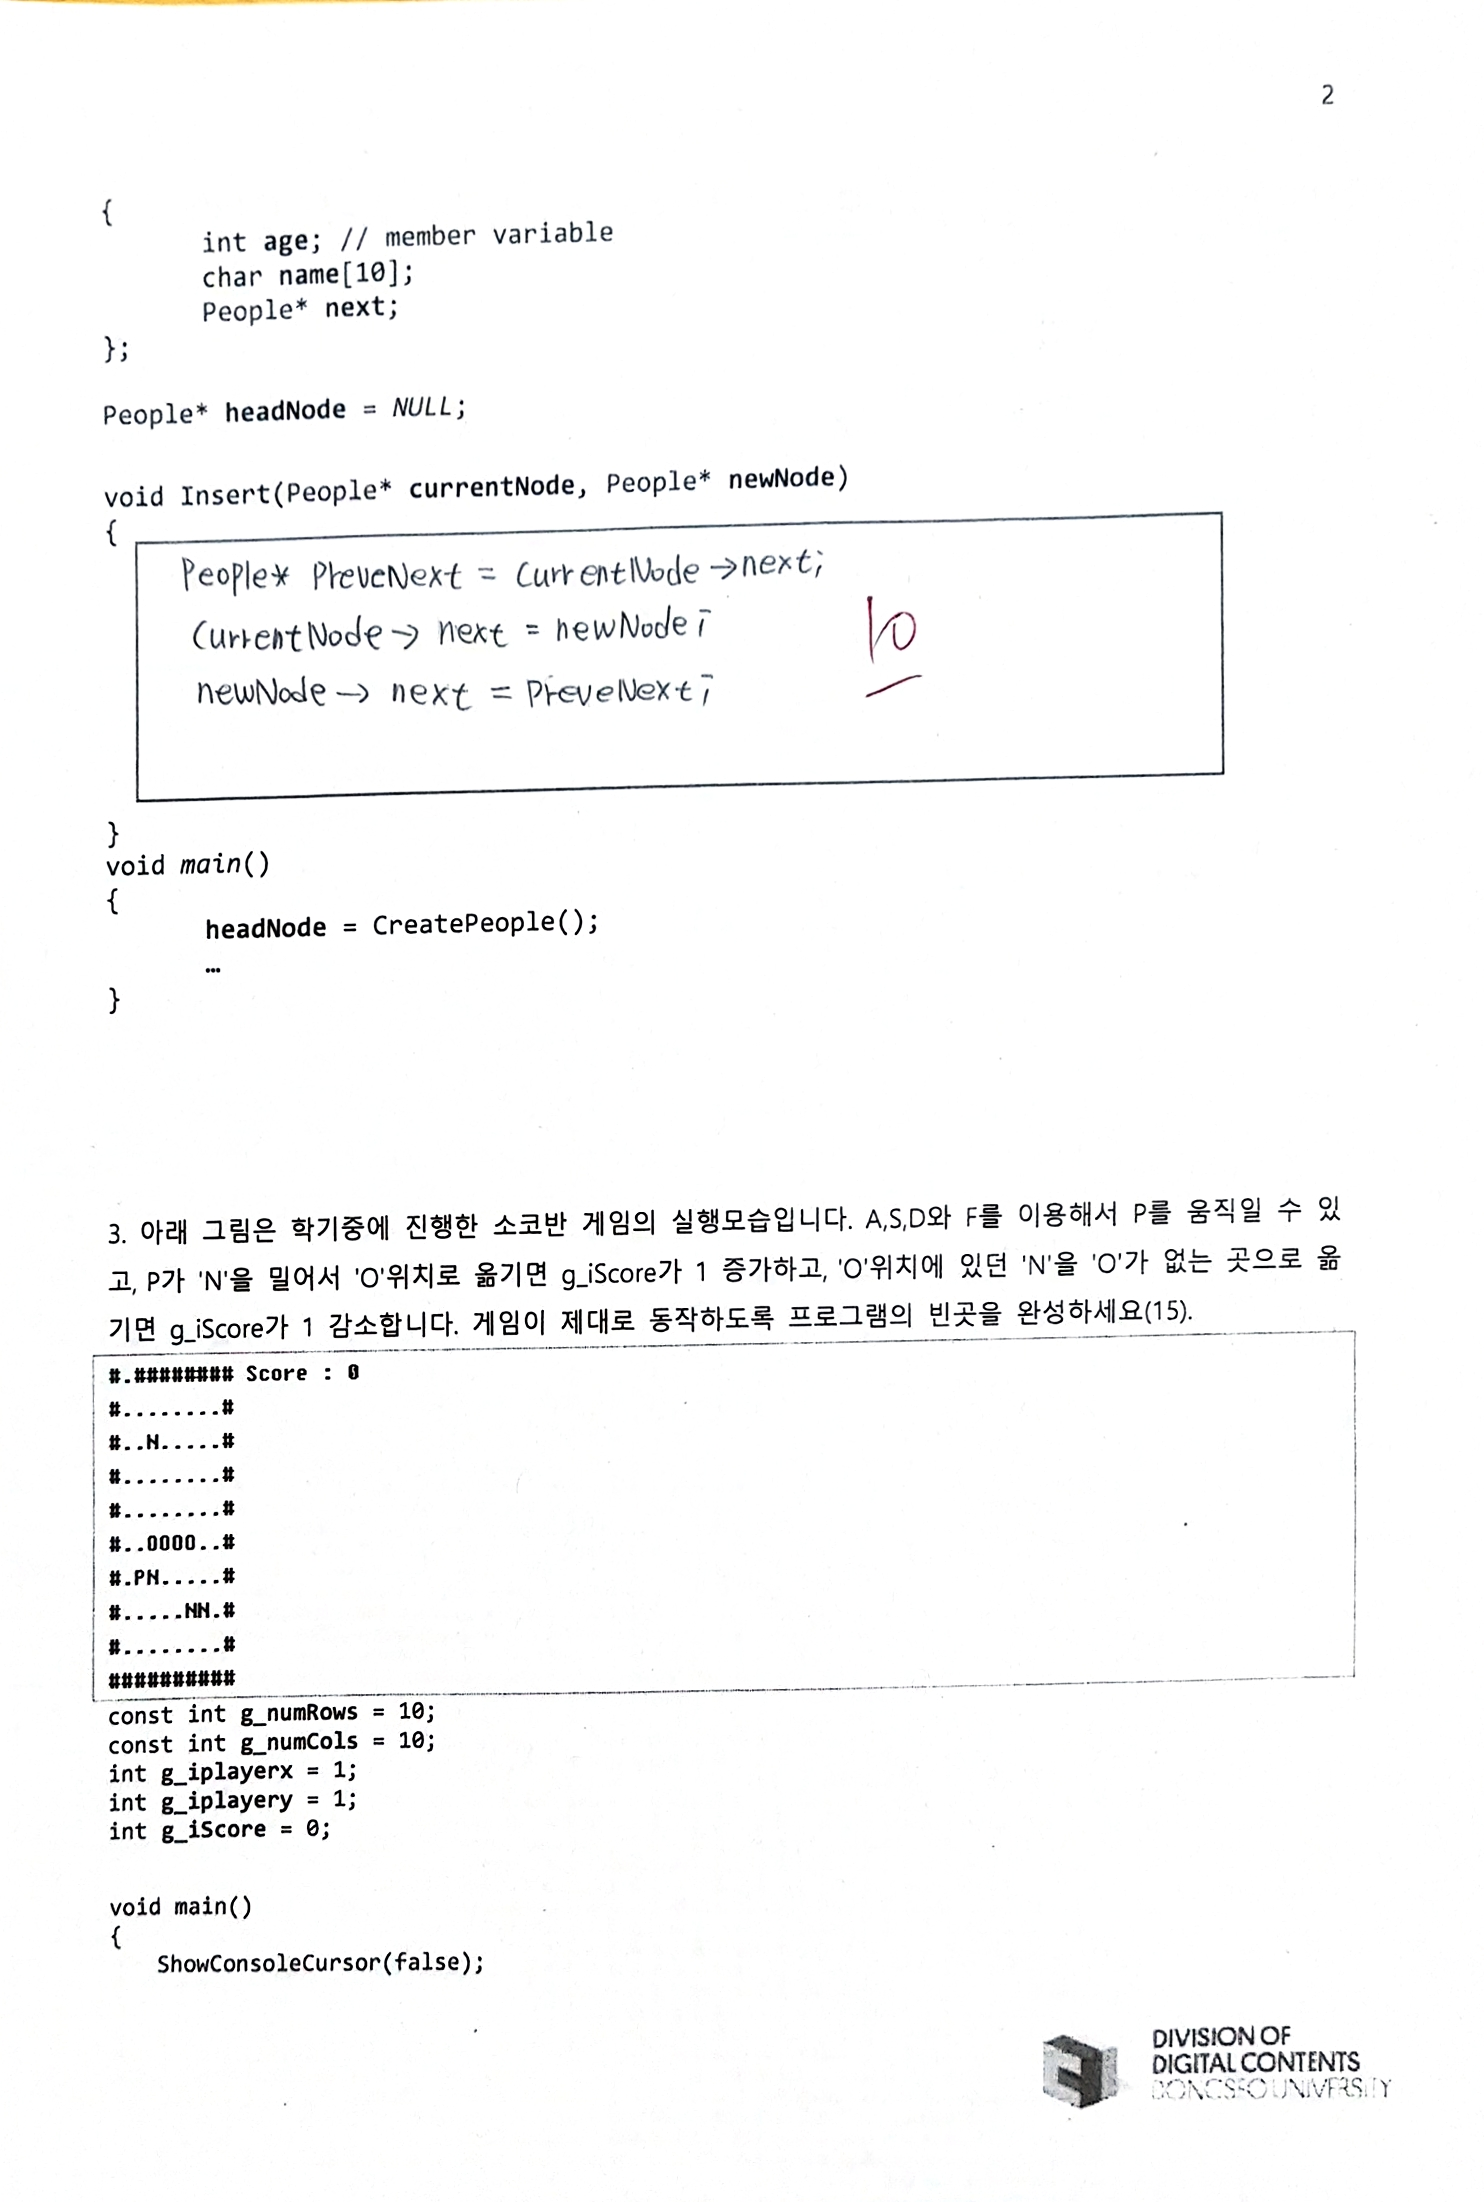 2
{
int age; // member variable
char name[10];
People* next;
};
People* headNode = NULL;
void Insert(People* currentNode, People* newNode)
{
People* PreveNext = CurrentNode->next;
CurrentNode-> next = newNode;
newNode-> next = PreveNext;
10
}
void main()
{
headNode = CreatePeople();
…
}
3. 아래 그림은 학기중에 진행한 소코반 게임의 실행모습입니다. A,S,D와 F를 이용해서 P를 움직일 수 있
고, P가 'N'을 밀어서 'O'위치로 옮기면 g_iScore가 1 증가하고, 'O'위치에 있던 'N'을 'O'가 없는 곳으로 옮
기면 g_iScore가 1 감소합니다. 게임이 제대로 동작하도록 프로그램의 빈곳을 완성하세요(15).
#.######## Score : 0
#........#
#..N.....#
#........#
#........#
#..OOOO..#
#.PN.....#
#.....NN.#
#........#
##########
const int g_numRows = 10;
const int g_numCols = 10;
int g_iplayerx = 1;
int g_iplayery = 1;
int g_iScore = 0;
void main()
{
ShowConsoleCursor(false);
DIVISION OF
DIGITAL CONTENTS
DONGSEO UNIVERSITY